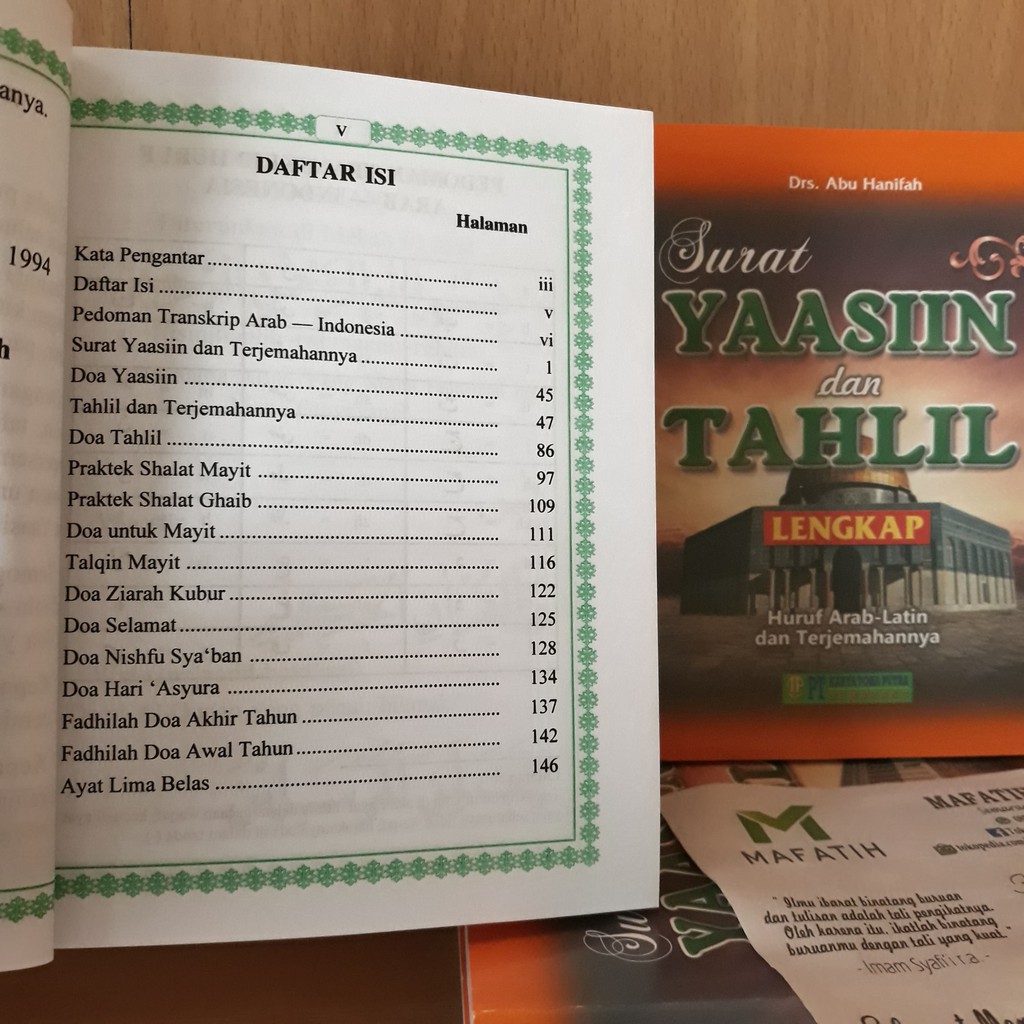 anya.
1994
h
V
DAFTAR ISI
Halaman
Kata Pengantar ........ iii
Daftar Isi ........ v
Pedoman Transkrip Arab — Indonesia ........ vi
Surat Yaasiin dan Terjemahannya ........ 1
Doa Yaasiin ........ 45
Tahlil dan Terjemahannya ........ 47
Doa Tahlil ........ 86
Praktek Shalat Mayit ........ 97
Praktek Shalat Ghaib ........ 109
Doa untuk Mayit ........ 111
Talqin Mayit ........ 116
Doa Ziarah Kubur ........ 122
Doa Selamat ........ 125
Doa Nishfu Sya‘ban ........ 128
Doa Hari ‘Asyura ........ 134
Fadhilah Doa Akhir Tahun ........ 137
Fadhilah Doa Awal Tahun ........ 142
Ayat Lima Belas ........ 146
Drs. Abu Hanifah
Surat
YAASIIN
dan
TAHLIL
LENGKAP
Huruf Arab-Latin
dan Terjemahannya
MAFATIH
MAFATIH
tokopedia.com
"Ilmu ibarat binatang buruan
dan tulisan adalah tali pengikatnya.
Oleh karena itu, ikatlah binatang
buruanmu dengan tali yang kuat."
- Imam Syafi'i r.a. -
Su
YA